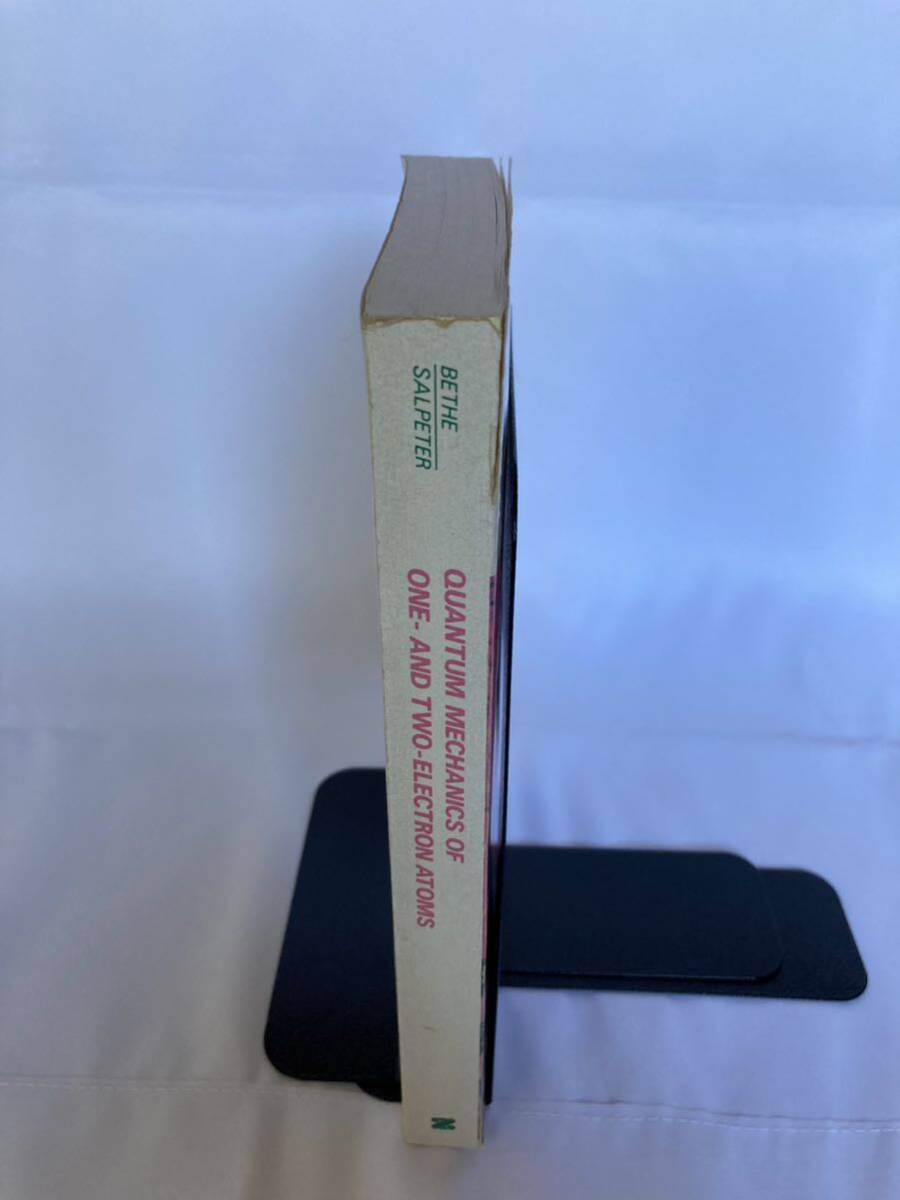 BETHE
SALPETER
QUANTUM MECHANICS OF
ONE- AND TWO-ELECTRON ATOMS
N